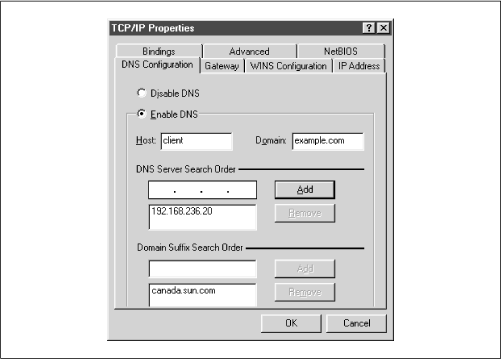 TCP/IP Properties
Bindings Advanced NetBIOS
DNS Configuration Gateway WINS Configuration IP Address
Disable DNS
Enable DNS
Host: client Domain: example.com
DNS Server Search Order
. . . Add
192.168.236.20 Remove
Domain Suffix Search Order
Add
canada.sun.com Remove
OK Cancel